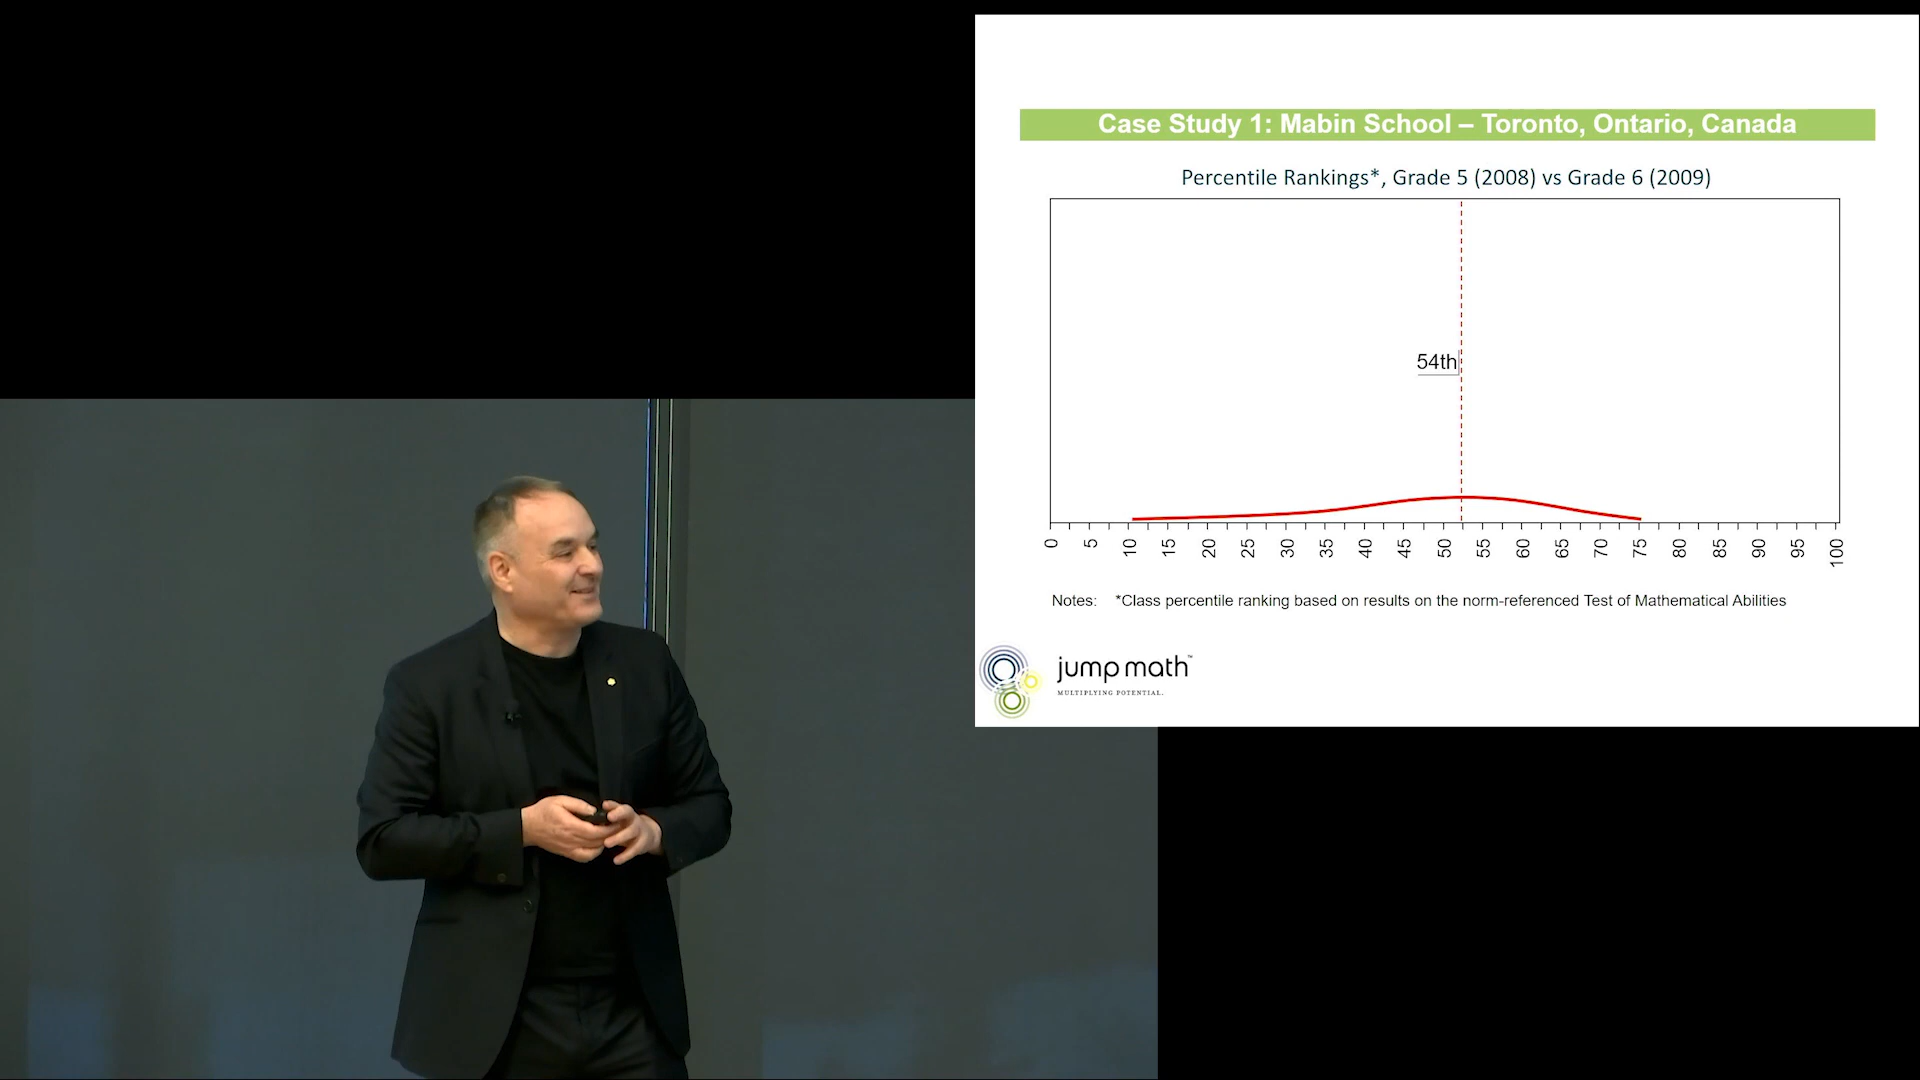 Case Study 1: Mabin School – Toronto, Ontario, Canada
Percentile Rankings*, Grade 5 (2008) vs Grade 6 (2009)
54th
0 5 10 15 20 25 30 35 40 45 50 55 60 65 70 75 80 85 90 95 100
Notes: *Class percentile ranking based on results on the norm-referenced Test of Mathematical Abilities
jump math™
MULTIPLYING POTENTIAL.